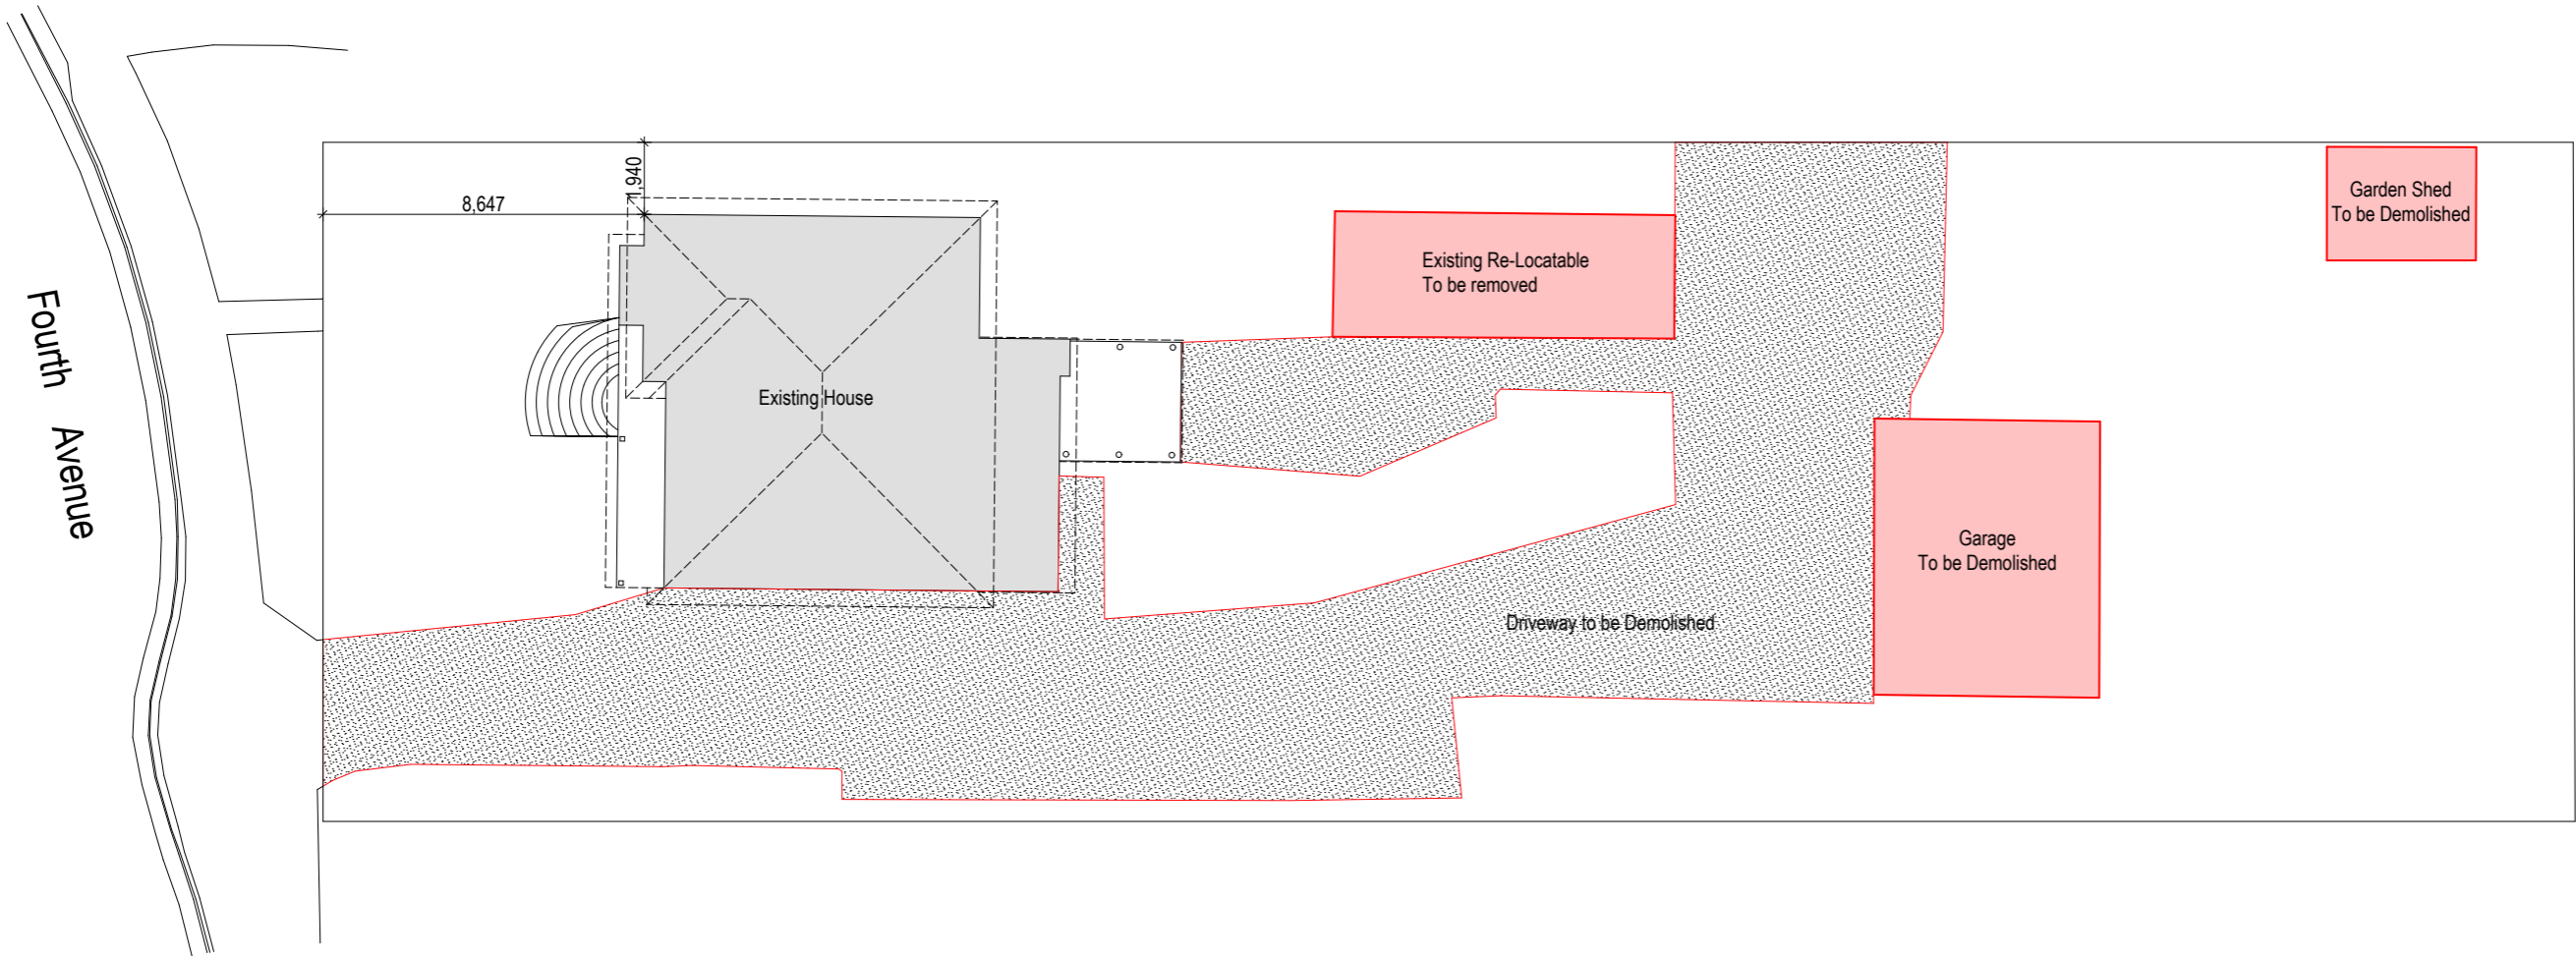 1,940
8,647
Garden Shed
To be Demolished
Existing Re-Locatable
To be removed
Fourth Avenue
Existing House
Garage
To be Demolished
Driveway to be Demolished